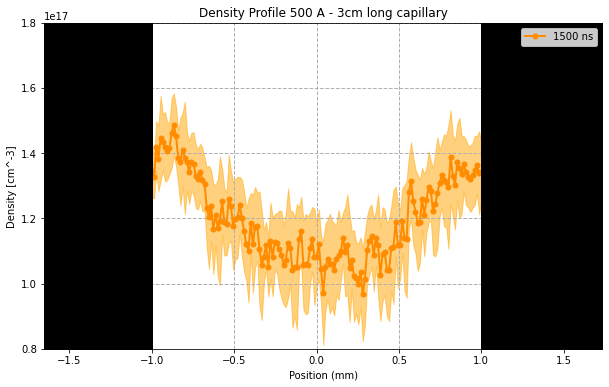 Density Profile 500 A - 3cm long capillary
1e17
1500 ns
1.8
1.6
1.4
1.2
1.0
0.8
Density [cm^-3]
−1.5 −1.0 −0.5 0.0 0.5 1.0 1.5
Position (mm)